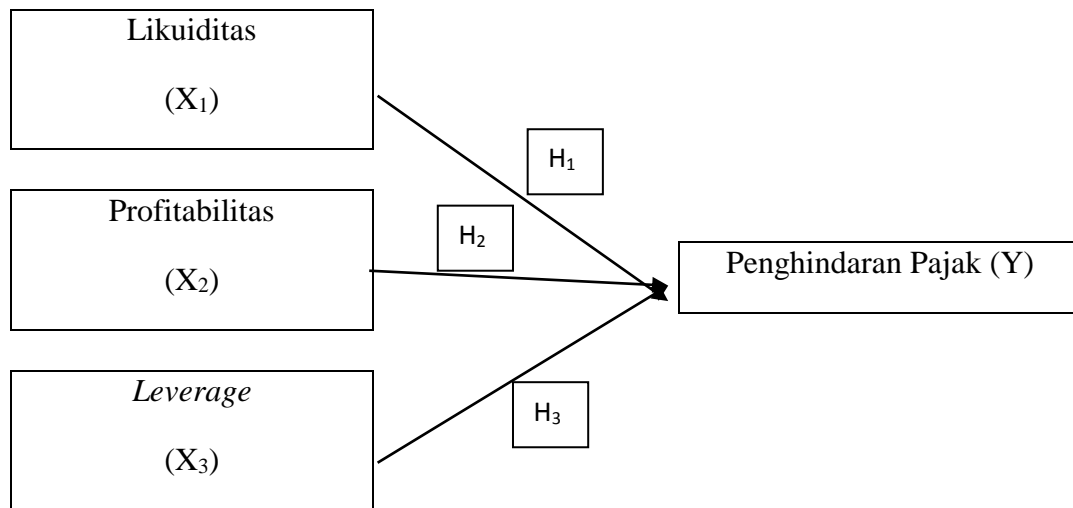 Likuiditas
(X₁)
H₁
Profitabilitas
(X₂)
H₂
Penghindaran Pajak (Y)
Leverage
(X₃)
H₃